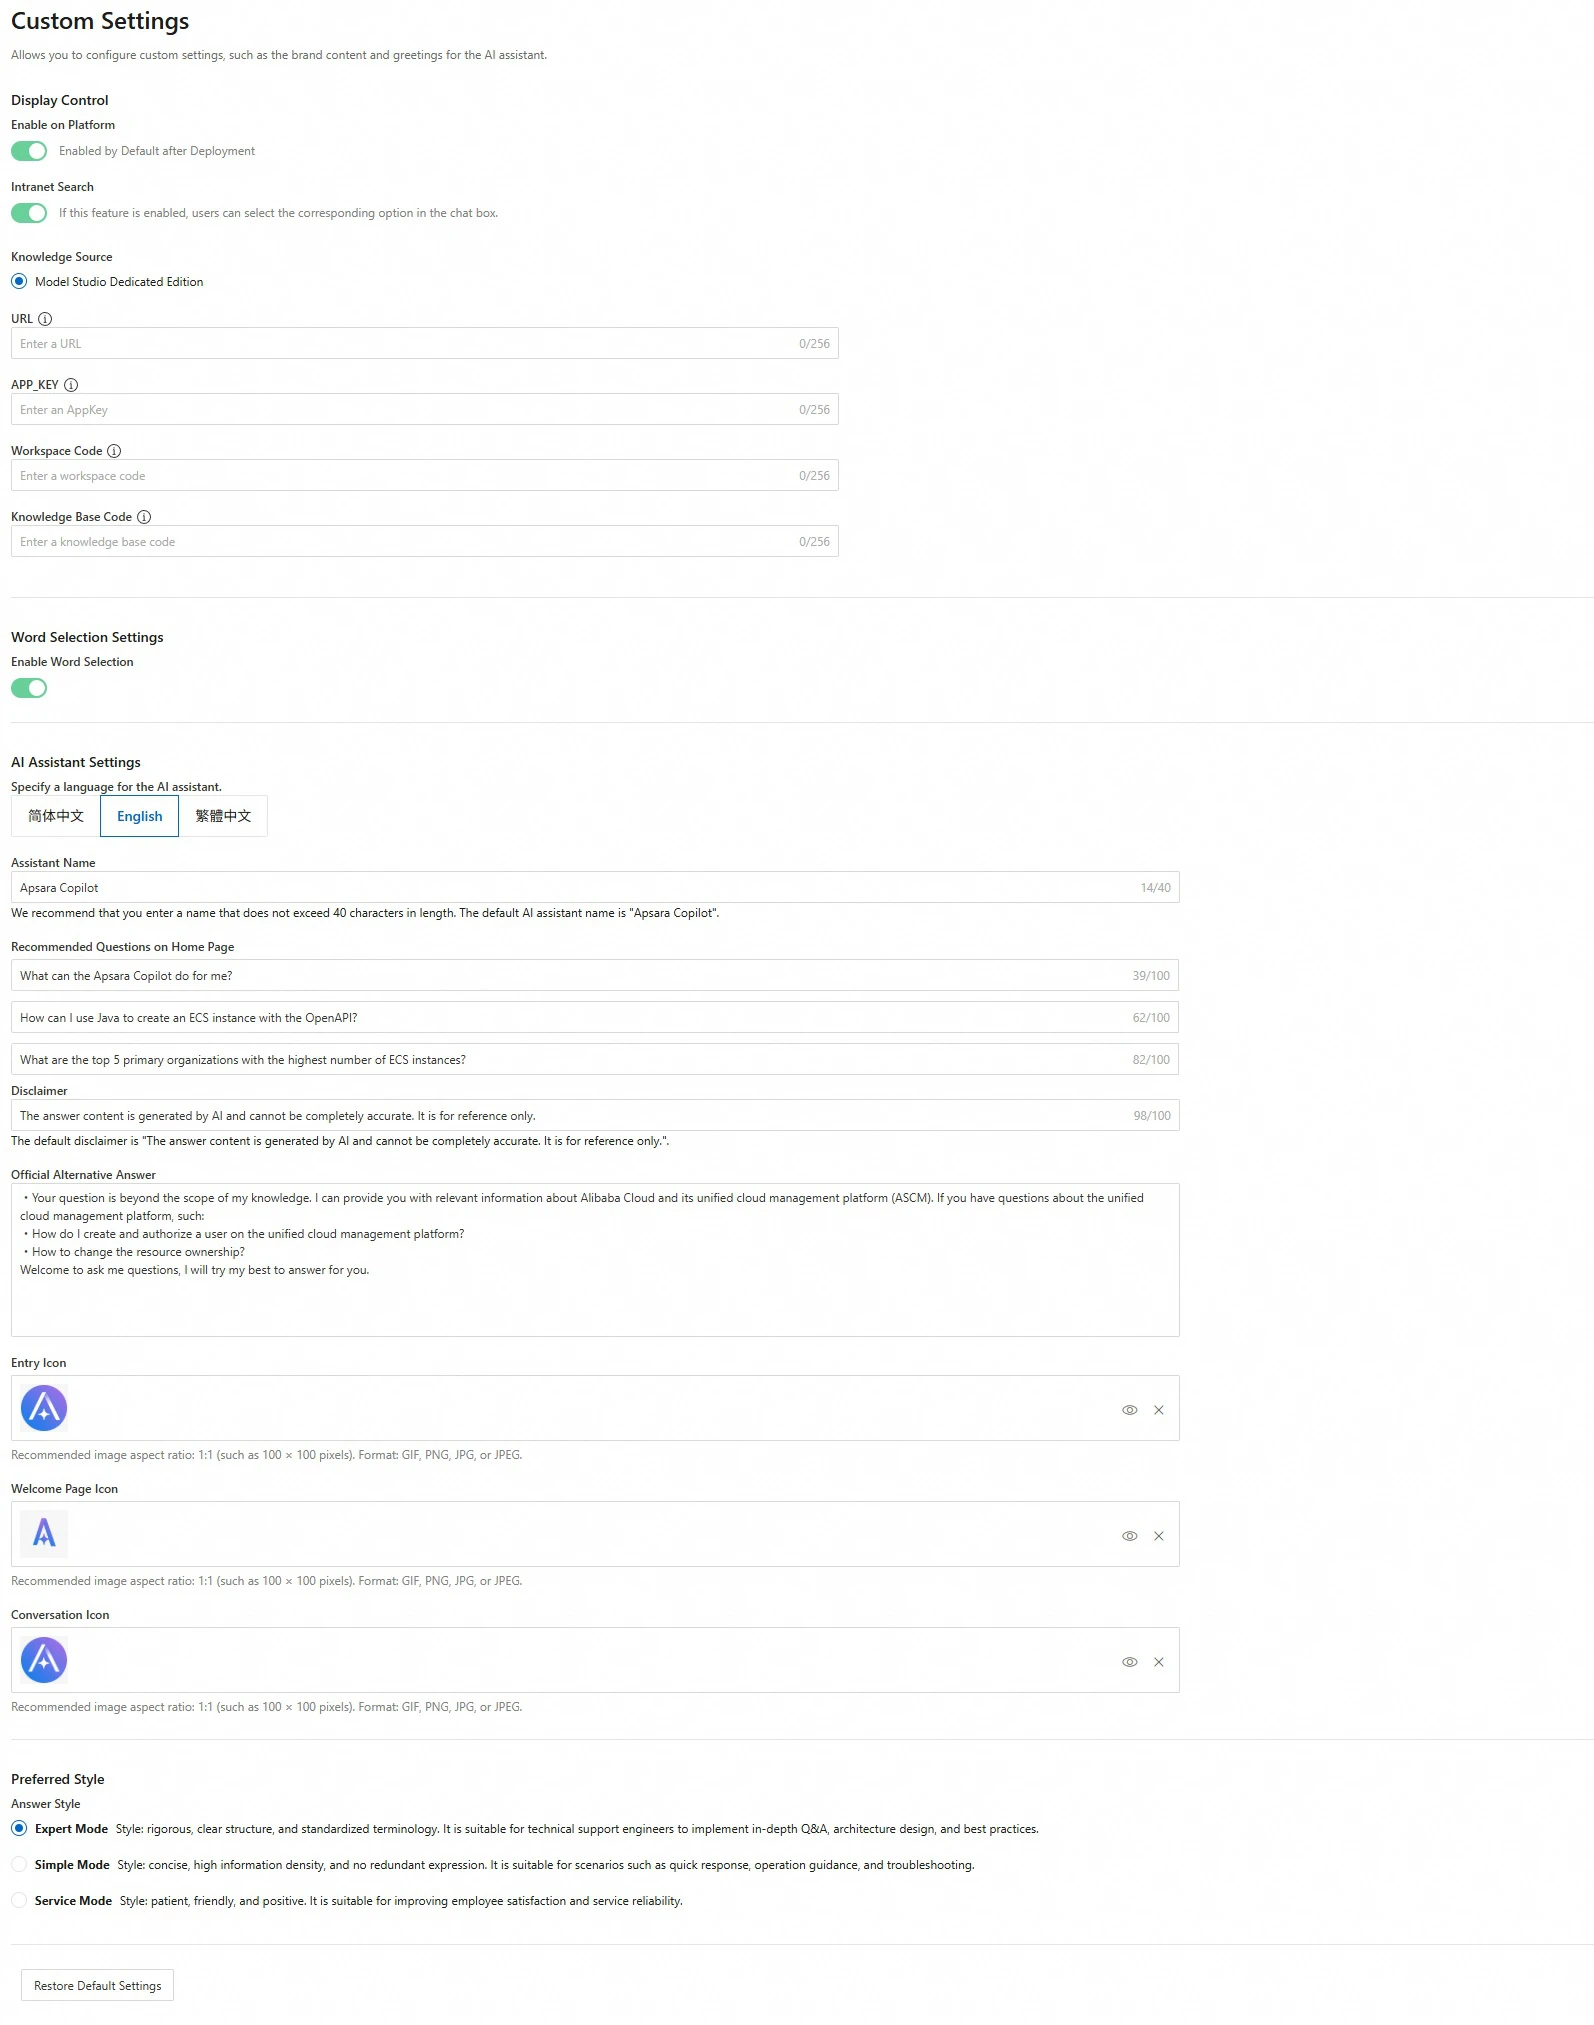 Custom Settings
Allows you to configure custom settings, such as the brand content and greetings for the AI assistant.
Display Control
Enable on Platform
Enabled by Default after Deployment
Intranet Search
If this feature is enabled, users can select the corresponding option in the chat box.
Knowledge Source
Model Studio Dedicated Edition
URL
Enter a URL 0/256
APP_KEY
Enter an AppKey 0/256
Workspace Code
Enter a workspace code 0/256
Knowledge Base Code
Enter a knowledge base code 0/256
Word Selection Settings
Enable Word Selection
AI Assistant Settings
Specify a language for the AI assistant.
简体中文 English 繁體中文
Assistant Name
Apsara Copilot 14/40
We recommend that you enter a name that does not exceed 40 characters in length. The default AI assistant name is "Apsara Copilot".
Recommended Questions on Home Page
What can the Apsara Copilot do for me? 39/100
How can I use Java to create an ECS instance with the OpenAPI? 62/100
What are the top 5 primary organizations with the highest number of ECS instances? 82/100
Disclaimer
The answer content is generated by AI and cannot be completely accurate. It is for reference only. 98/100
The default disclaimer is "The answer content is generated by AI and cannot be completely accurate. It is for reference only.".
Official Alternative Answer
• Your question is beyond the scope of my knowledge. I can provide you with relevant information about Alibaba Cloud and its unified cloud management platform (ASCM). If you have questions about the unified
cloud management platform, such:
• How do I create and authorize a user on the unified cloud management platform?
• How to change the resource ownership?
Welcome to ask me questions, I will try my best to answer for you.
Entry Icon
Recommended image aspect ratio: 1:1 (such as 100 × 100 pixels). Format: GIF, PNG, JPG, or JPEG.
Welcome Page Icon
Recommended image aspect ratio: 1:1 (such as 100 × 100 pixels). Format: GIF, PNG, JPG, or JPEG.
Conversation Icon
Recommended image aspect ratio: 1:1 (such as 100 × 100 pixels). Format: GIF, PNG, JPG, or JPEG.
Preferred Style
Answer Style
Expert Mode Style: rigorous, clear structure, and standardized terminology. It is suitable for technical support engineers to implement in-depth Q&A, architecture design, and best practices.
Simple Mode Style: concise, high information density, and no redundant expression. It is suitable for scenarios such as quick response, operation guidance, and troubleshooting.
Service Mode Style: patient, friendly, and positive. It is suitable for improving employee satisfaction and service reliability.
Restore Default Settings